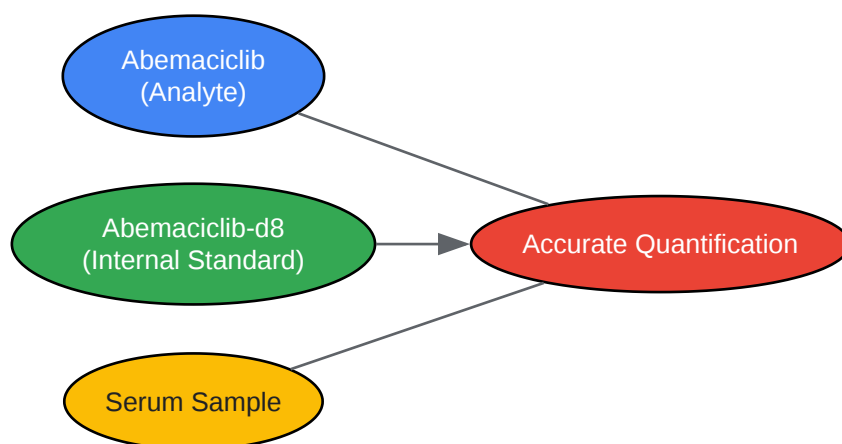 Abemaciclib
(Analyte)
Abemaciclib-d8
(Internal Standard)
Accurate Quantification
Serum Sample